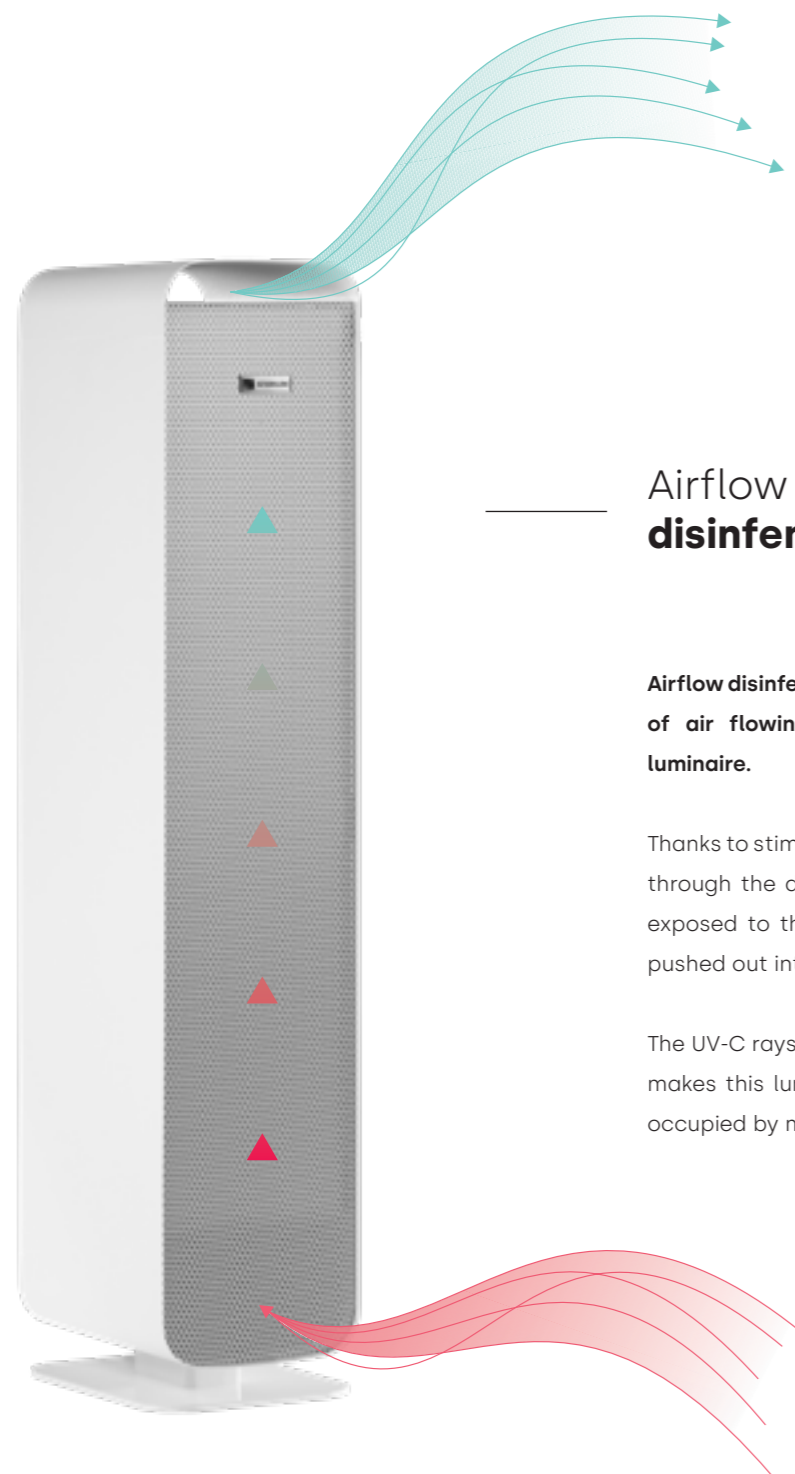 Airflow
disinfe
Airflow disinfe
of air flowin
luminaire.
Thanks to stim
through the d
exposed to th
pushed out int
The UV-C rays
makes this lu
occupied by m